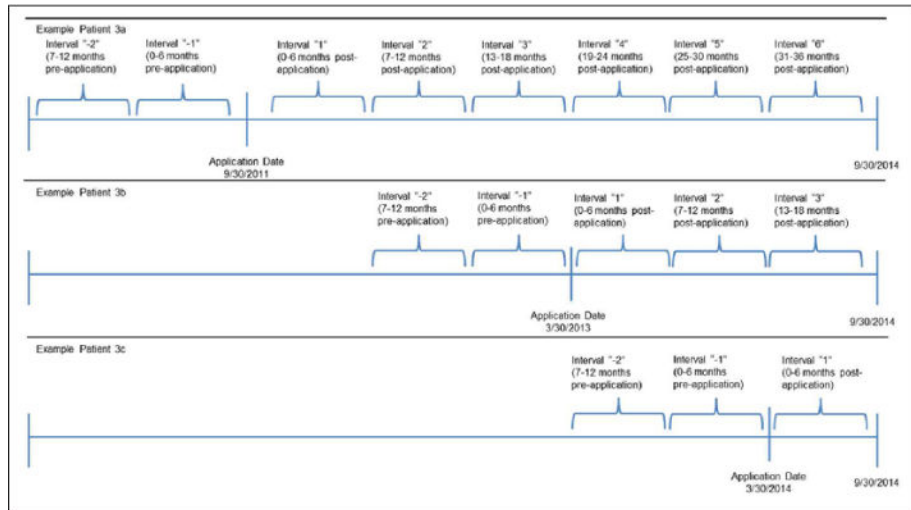 Example Patient 3a
Interval "-2"
(7-12 months
pre-application)
Interval "-1"
(0-6 months
pre-application)
Interval "1"
(0-6 months post-
application)
Interval "2"
(7-12 months
post-application)
Interval "3"
(13-18 months
post-application)
Interval "4"
(19-24 months
post-application)
Interval "5"
(25-30 months
post-application)
Interval "6"
(31-36 months
post-application)
Application Date
9/30/2011
9/30/2014
Example Patient 3b
Interval "-2"
(7-12 months
pre-application)
Interval "-1"
(0-6 months
pre-application)
Interval "1"
(0-6 months post-
application)
Interval "2"
(7-12 months
post-application)
Interval "3"
(13-18 months
post-application)
Application Date
3/30/2013
9/30/2014
Example Patient 3c
Interval "-2"
(7-12 months
pre-application)
Interval "-1"
(0-6 months
pre-application)
Interval "1"
(0-6 months post-
application)
Application Date
3/30/2014
9/30/2014